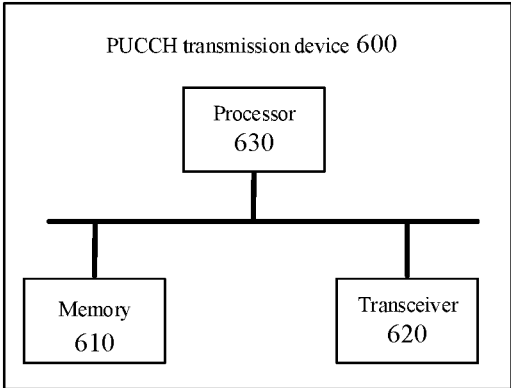 PUCCH transmission device 600
Processor
630
Memory
610
Transceiver
620